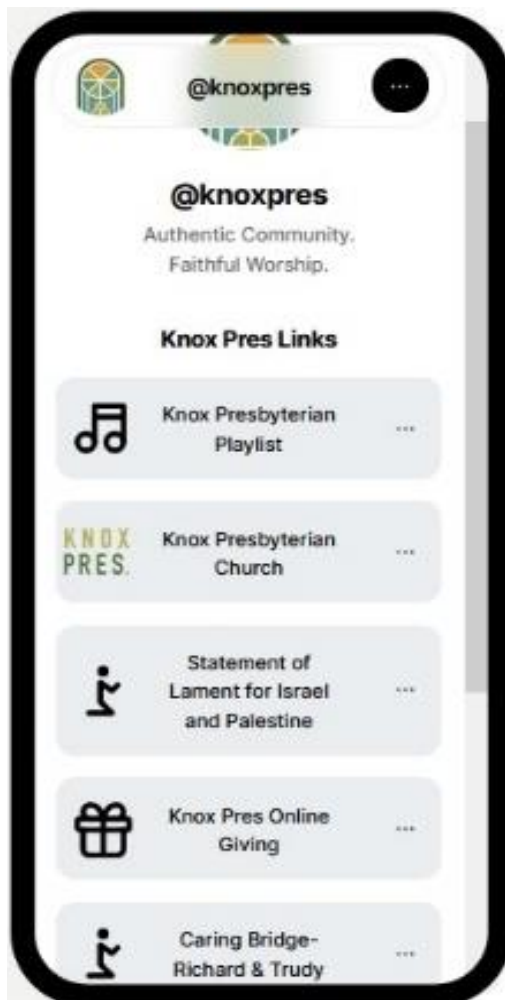 @knoxpres
@knoxpres
Authentic Community.
Faithful Worship.
Knox Pres Links
Knox Presbyterian
Playlist
KNOX
PRES.
Knox Presbyterian
Church
Statement of
Lament for Israel
and Palestine
Knox Pres Online
Giving
Caring Bridge-
Richard & Trudy